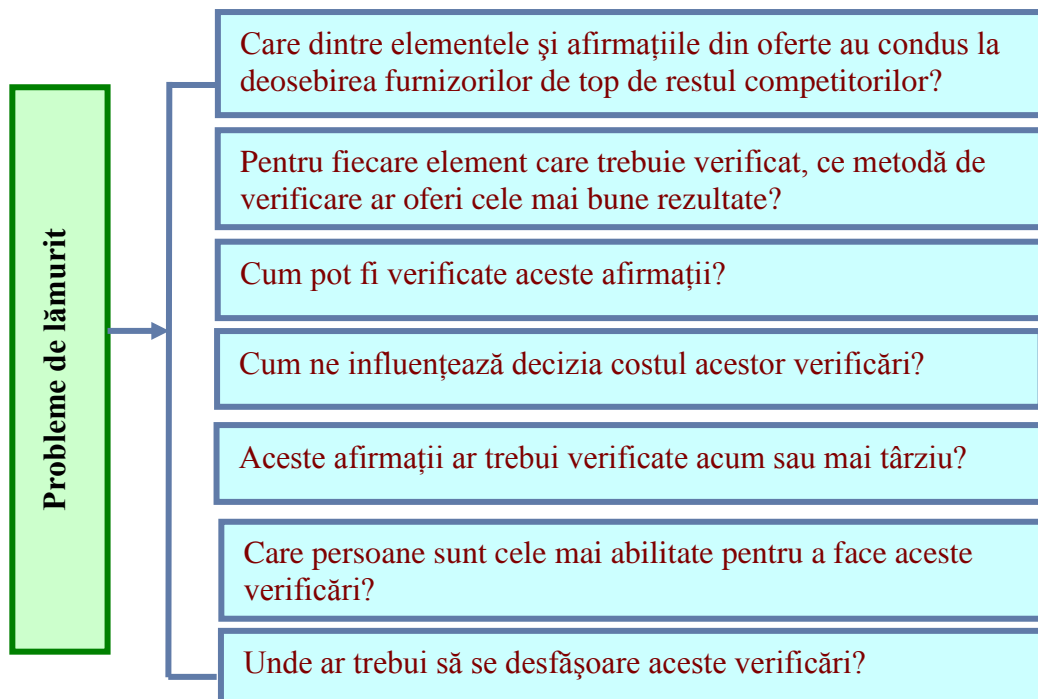 Probleme de lămurit
Care dintre elementele şi afirmațiile din oferte au condus la
deosebirea furnizorilor de top de restul competitorilor?
Pentru fiecare element care trebuie verificat, ce metodă de
verificare ar oferi cele mai bune rezultate?
Cum pot fi verificate aceste afirmații?
Cum ne influențează decizia costul acestor verificări?
Aceste afirmații ar trebui verificate acum sau mai târziu?
Care persoane sunt cele mai abilitate pentru a face aceste
verificări?
Unde ar trebui să se desfăşoare aceste verificări?